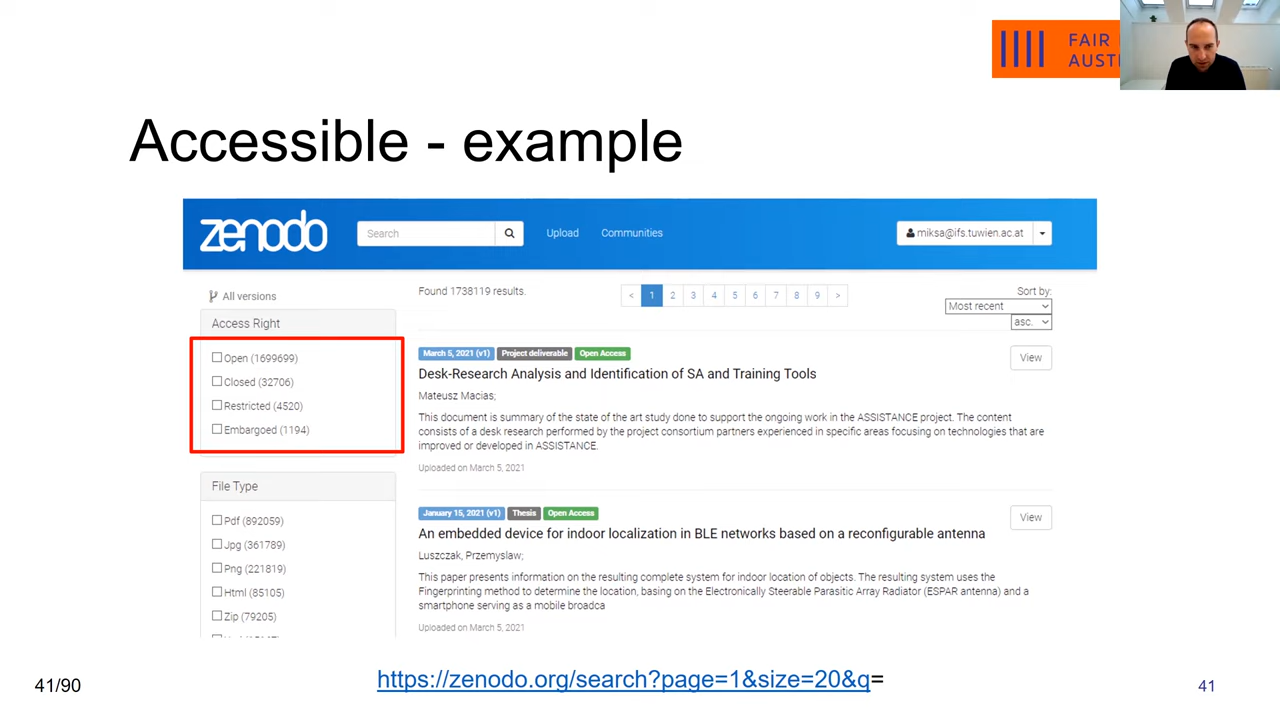 FAIR
AUST
Accessible - example
zenodo
Search
Upload
Communities
miksa@ifs.tuwien.ac.at
All versions
Found 1738119 results.
< 1 2 3 4 5 6 7 8 9 >
Sort by:
Most recent
asc.
Access Right
Open (1699699)
Closed (32706)
Restricted (4520)
Embargoed (1194)
File Type
Pdf (892059)
Jpg (361789)
Png (221819)
Html (85105)
Zip (79205)
March 5, 2021 (v1) Project deliverable Open Access
View
Desk-Research Analysis and Identification of SA and Training Tools
Mateusz Macias;
This document is summary of the state of the art study done to support the ongoing work in the ASSISTANCE project. The content
consists of a desk research performed by the project consortium partners experienced in specific areas focusing on technologies that are
improved or developed in ASSISTANCE.
Uploaded on March 5, 2021
January 15, 2021 (v1) Thesis Open Access
View
An embedded device for indoor localization in BLE networks based on a reconfigurable antenna
Luszczak, Przemyslaw;
This paper presents information on the resulting complete system for indoor location of objects. The resulting system uses the
Fingerprinting method to determine the location, basing on the Electronically Steerable Parasitic Array Radiator (ESPAR antenna) and a
smartphone serving as a mobile broadca
Uploaded on March 5, 2021
https://zenodo.org/search?page=1&size=20&q=
41/90
41